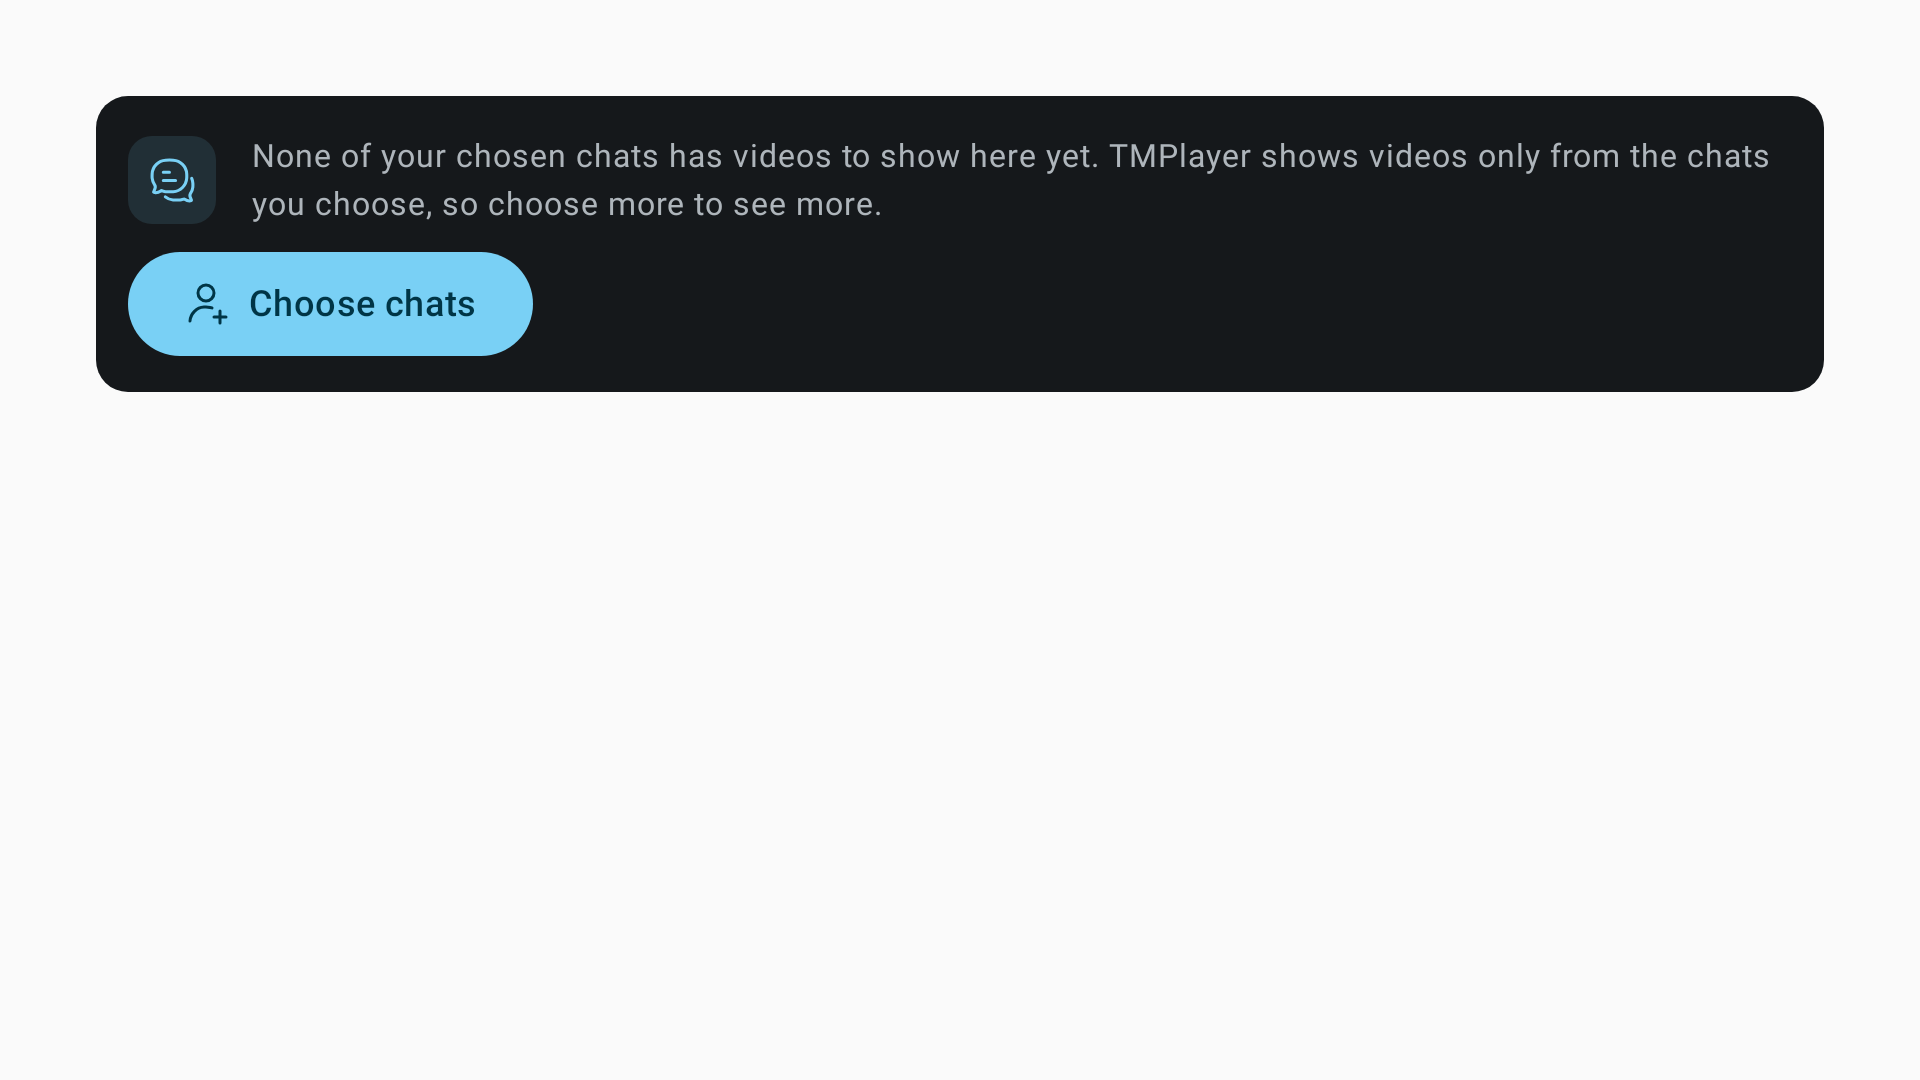 None of your chosen chats has videos to show here yet. TMPlayer shows videos only from the chats
you choose, so choose more to see more.
Choose chats